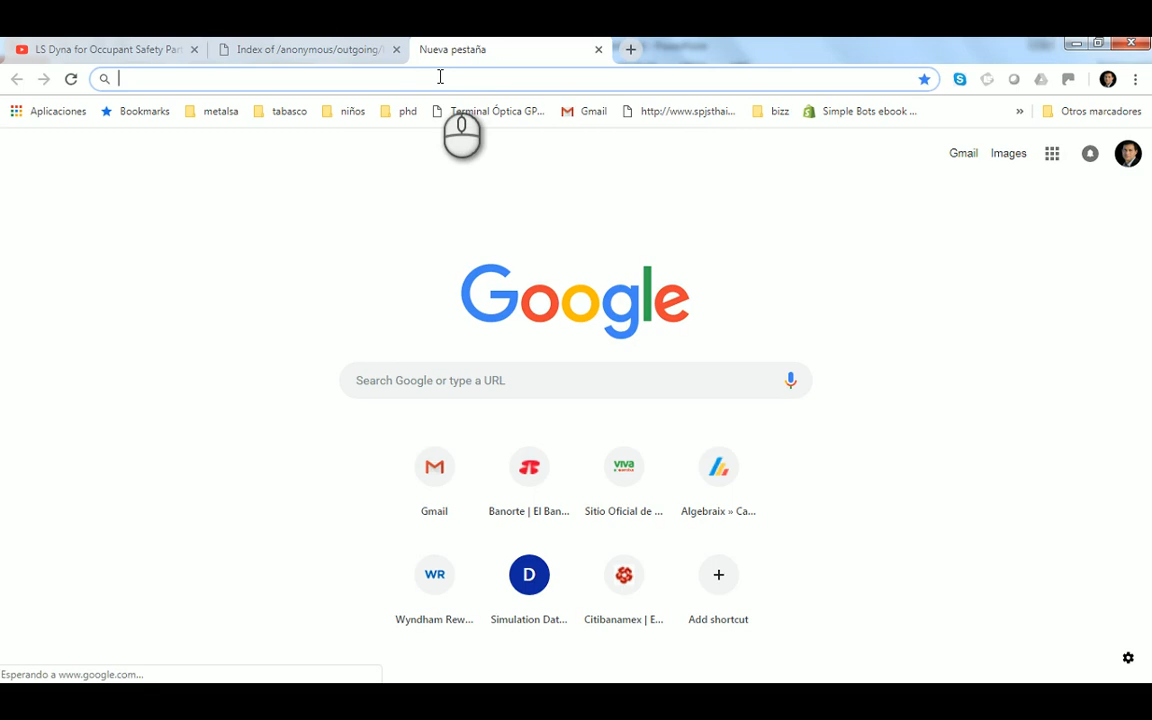 LS Dyna for Occupant Safety Par
Index of /anonymous/outgoing/
Nueva pestaña
Aplicaciones
Bookmarks
metalsa
tabasco
niños
phd
Terminal Óptica GP...
Gmail
http://www.spjsthai...
bizz
Simple Bots ebook ...
»
Otros marcadores
Gmail
Images
Google
Search Google or type a URL
Gmail
Banorte | El Ban...
Sitio Oficial de ...
Algebraix » Ca...
WR
D
Wyndham Rew...
Simulation Dat...
Citibanamex | E...
Add shortcut
Esperando a www.google.com...